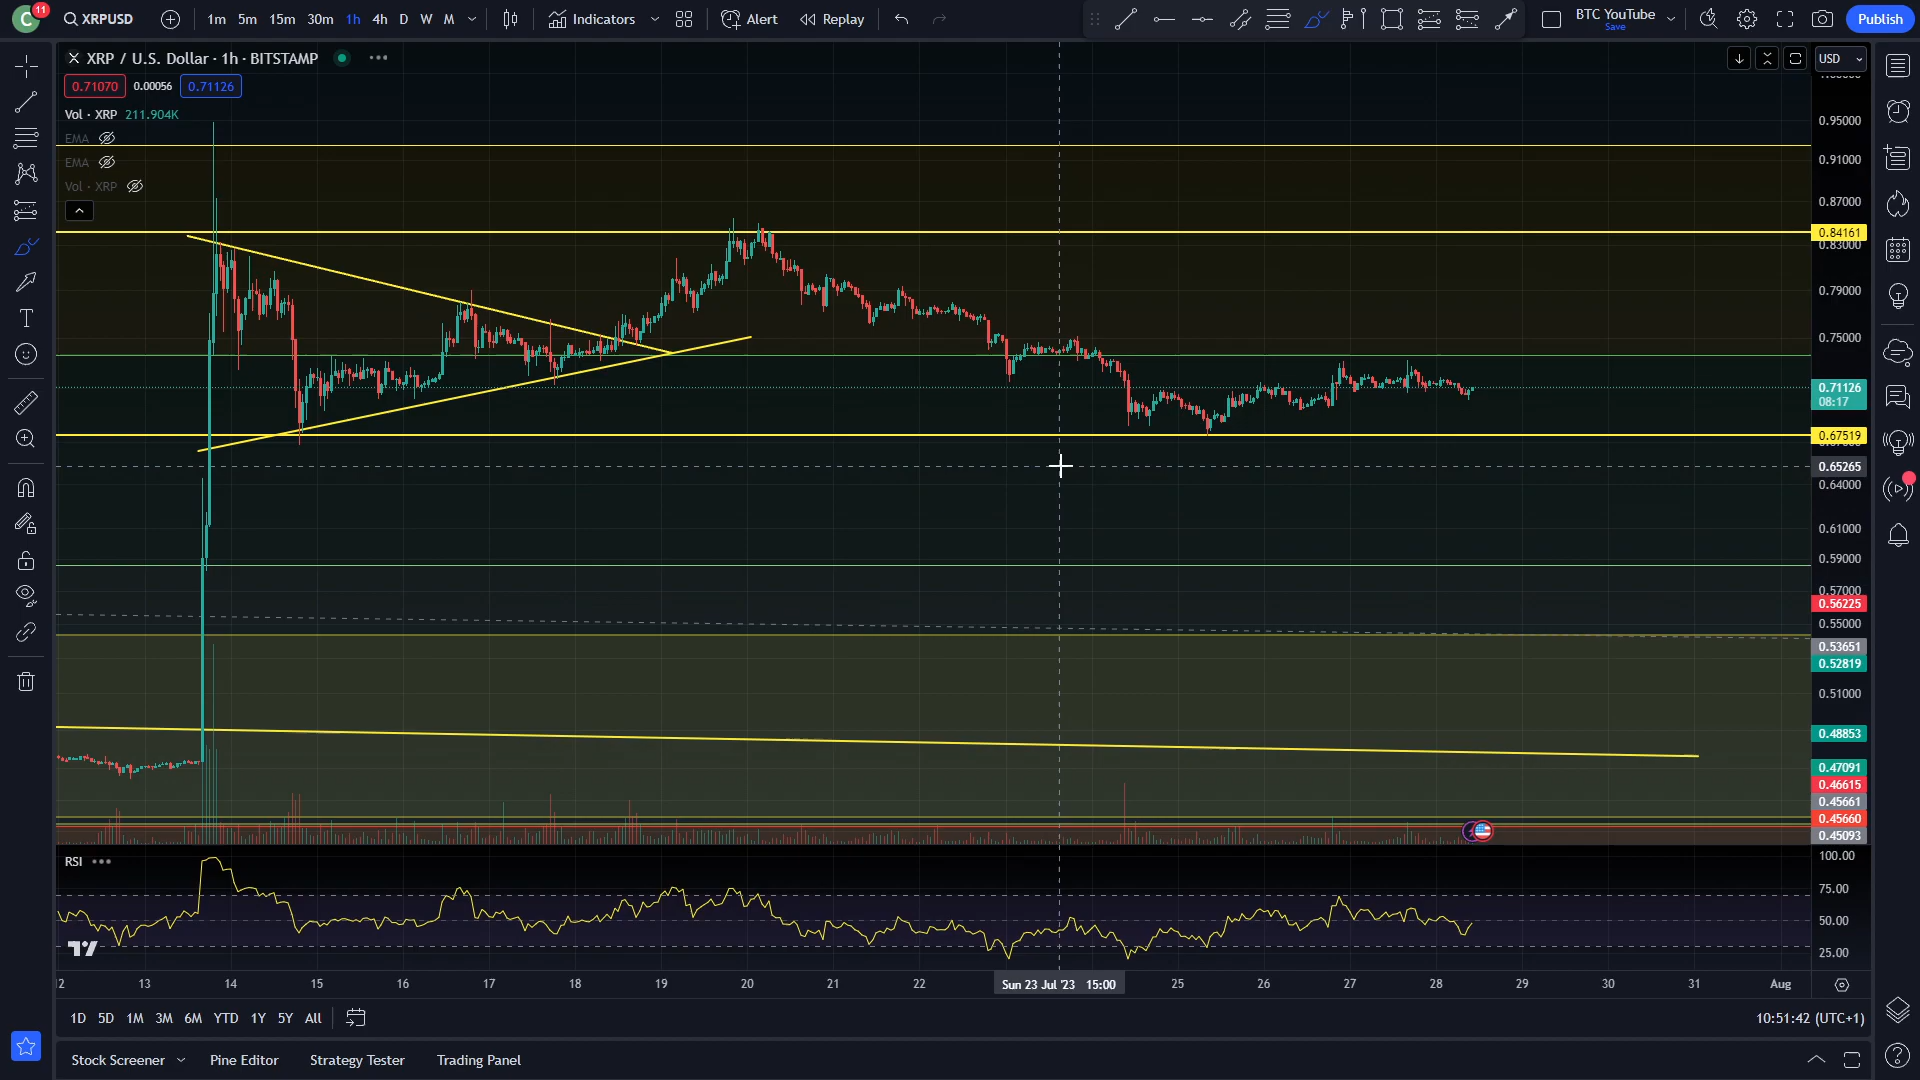 C 11 XRPUSD 1m 5m 15m 30m 1h 4h D W M Indicators Alert Replay BTC YouTube Save Publish
XRP / U.S. Dollar · 1h · BITSTAMP USD
0.71070 0.00056 0.71126
Vol · XRP 211.904K
EMA
EMA
Vol · XRP
0.95000
0.91000
0.87000
0.84161
0.83000
0.79000
0.75000
0.71126
08:17
0.67519
0.65265
0.64000
0.61000
0.59000
0.57000
0.56225
0.55000
0.53651
0.52819
0.51000
0.48853
0.47091
0.46615
0.45661
0.45660
0.45093
RSI 100.00
75.00
50.00
25.00
12 13 14 15 16 17 18 19 20 21 22 Sun 23 Jul '23 15:00 25 26 27 28 29 30 31 Aug
1D 5D 1M 3M 6M YTD 1Y 5Y All 10:51:42 (UTC+1)
Stock Screener Pine Editor Strategy Tester Trading Panel